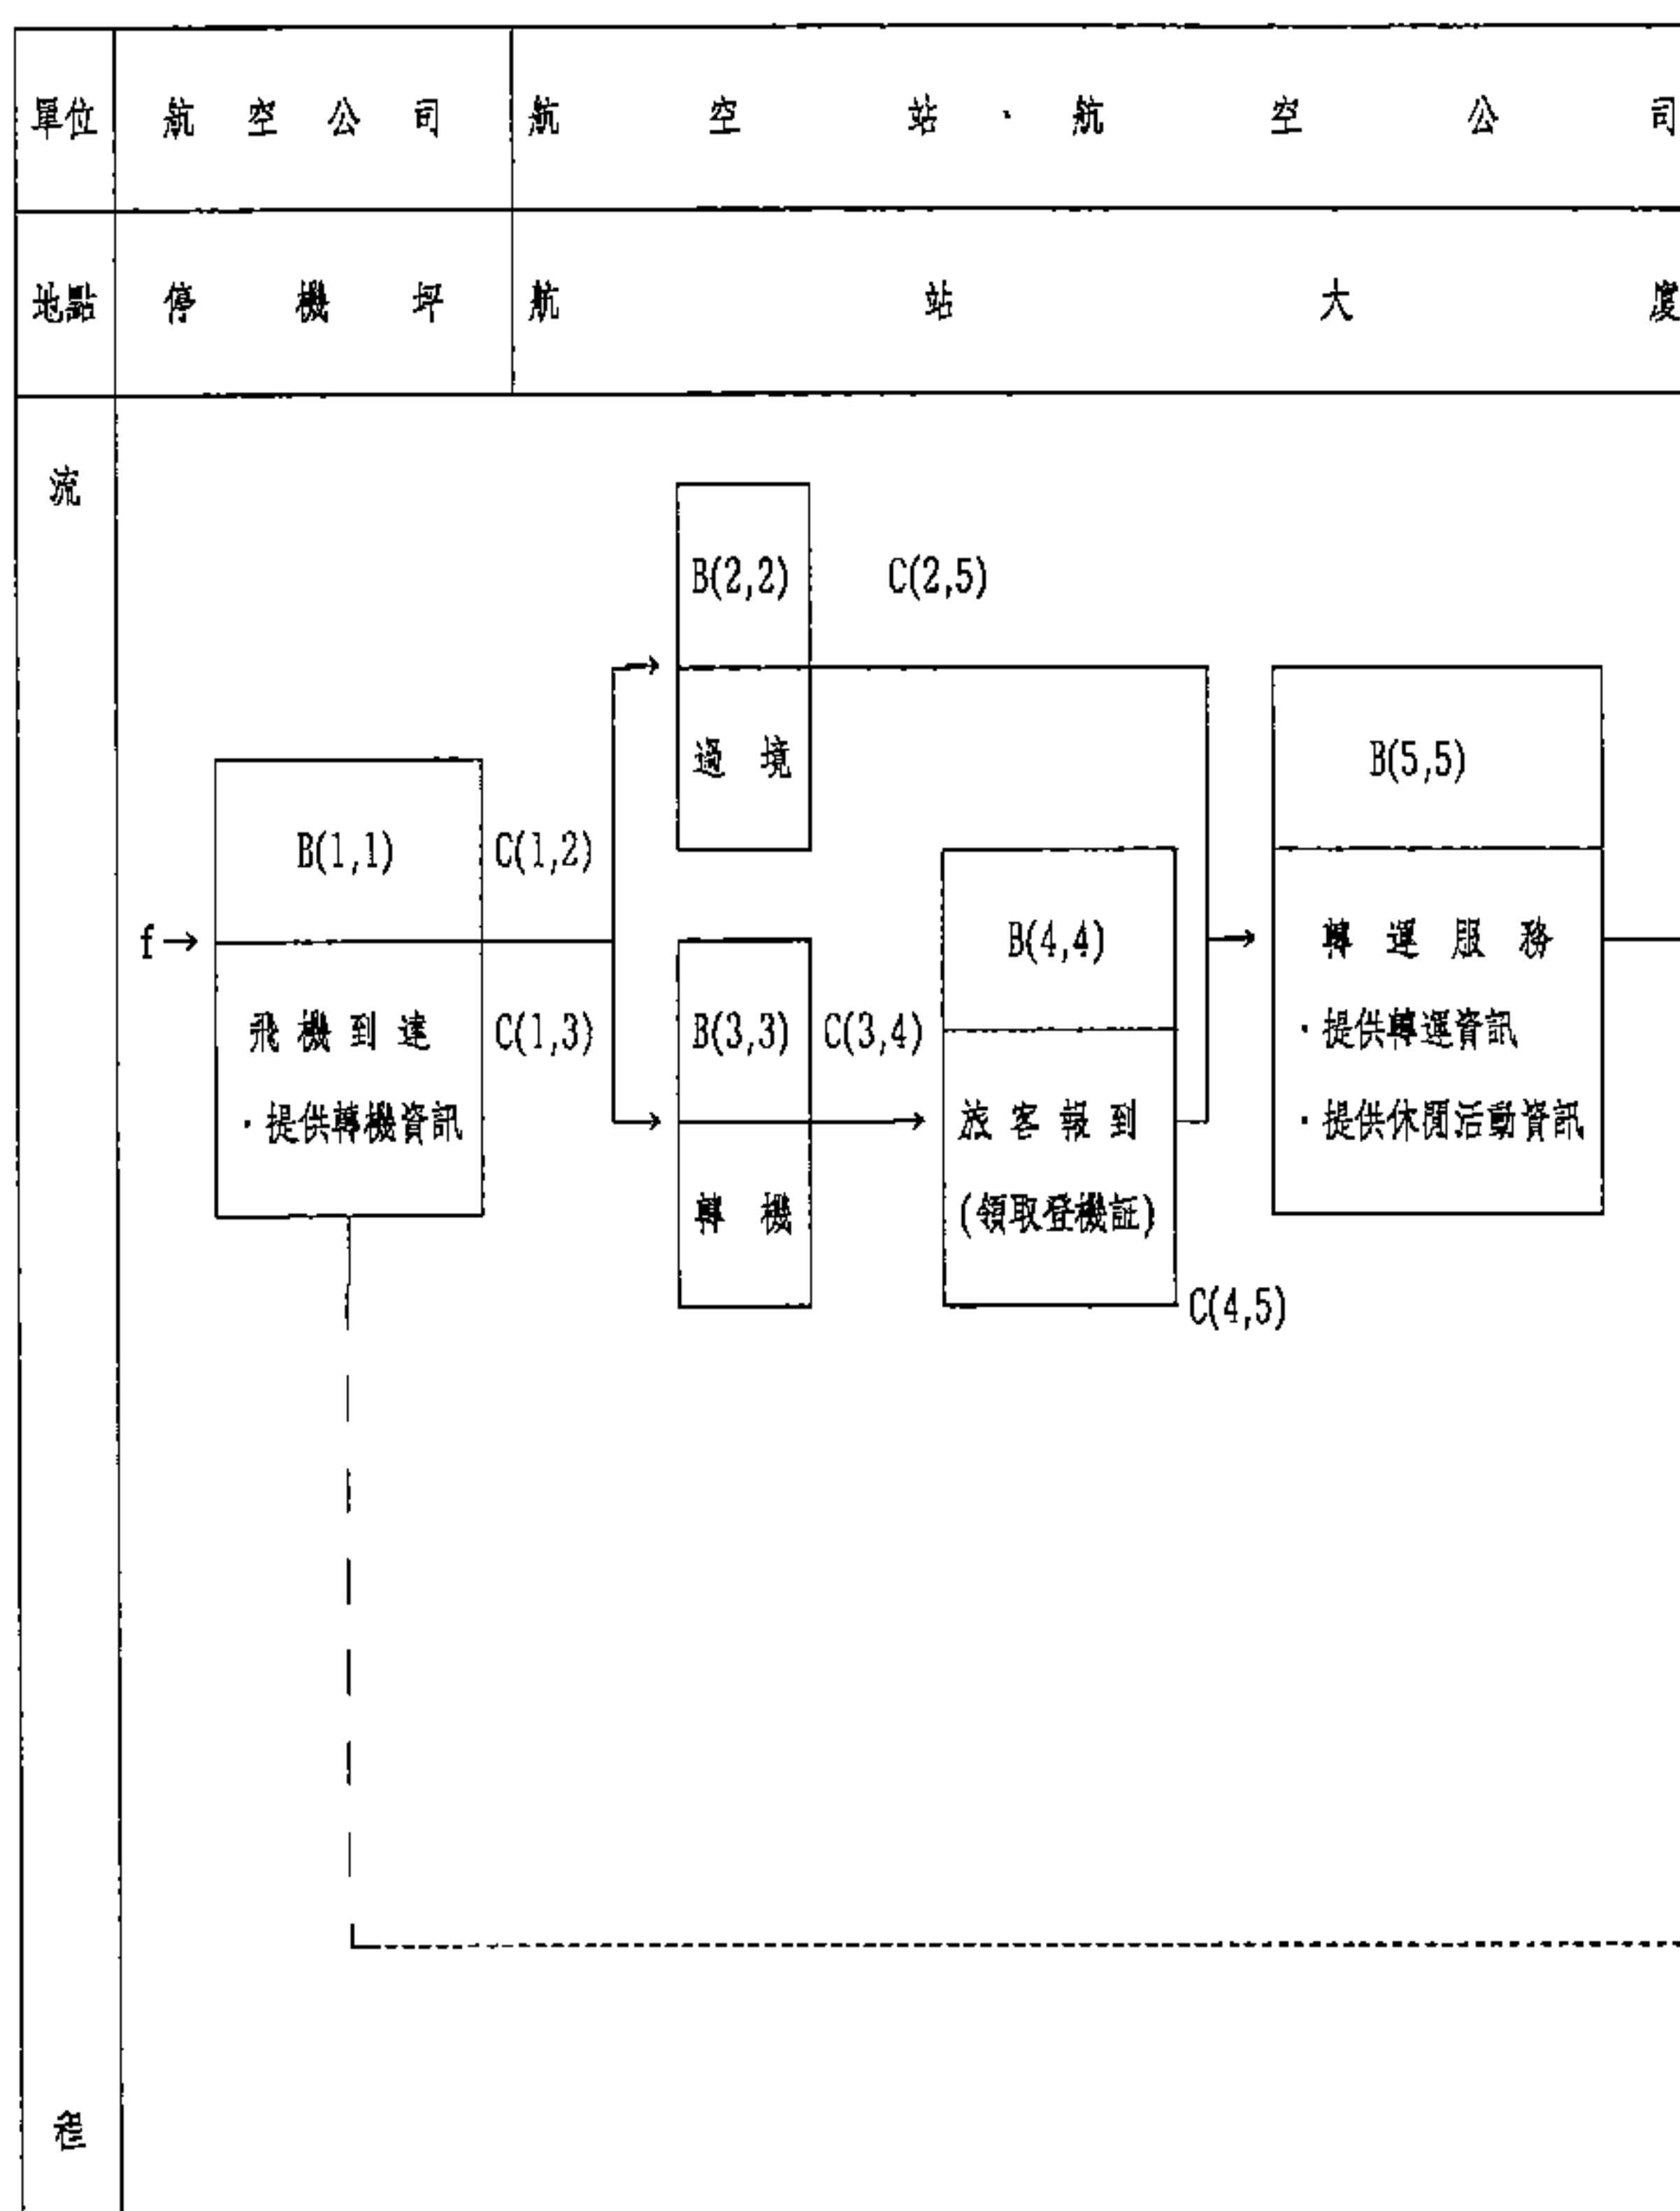 單位 航空公司 航空站・航空公司
地點 停機坪 航站大廈
流
B(2,2) C(2,5)
過境
B(5,5)
B(1,1) C(1,2)
B(4,4)
f→
轉運服務
飛機到達 C(1,3) B(3,3) C(3,4)
・提供轉運資訊
・提供轉機資訊
旅客報到
・提供休閒活動資訊
轉機
(領取登機証)
C(4,5)
程